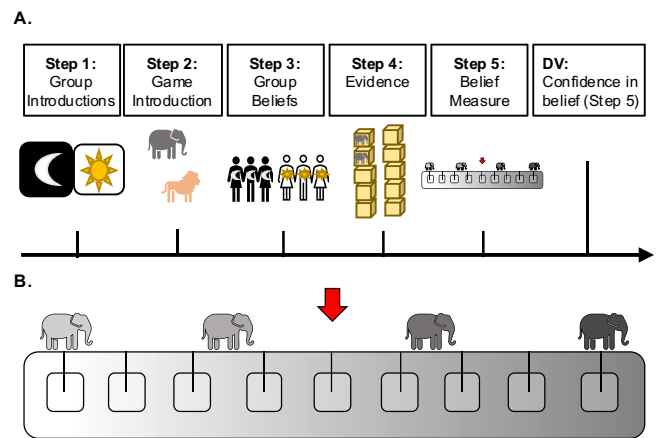 A.
Step 1:
Group
Introductions
Step 2:
Game
Introduction
Step 3:
Group
Beliefs
Step 4:
Evidence
Step 5:
Belief
Measure
DV:
Confidence in
belief (Step 5)
B.